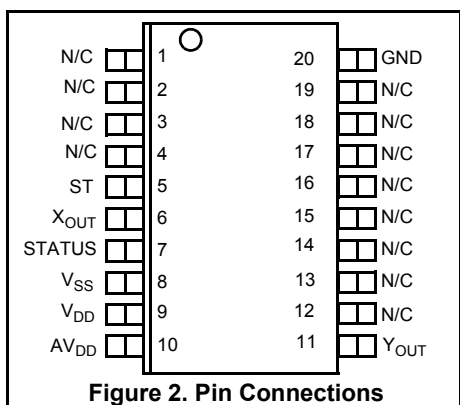 N/C 1 20 GND
N/C 2 19 N/C
N/C 3 18 N/C
N/C 4 17 N/C
ST 5 16 N/C
XOUT 6 15 N/C
STATUS 7 14 N/C
VSS 8 13 N/C
VDD 9 12 N/C
AVDD 10 11 YOUT
Figure 2. Pin Connections